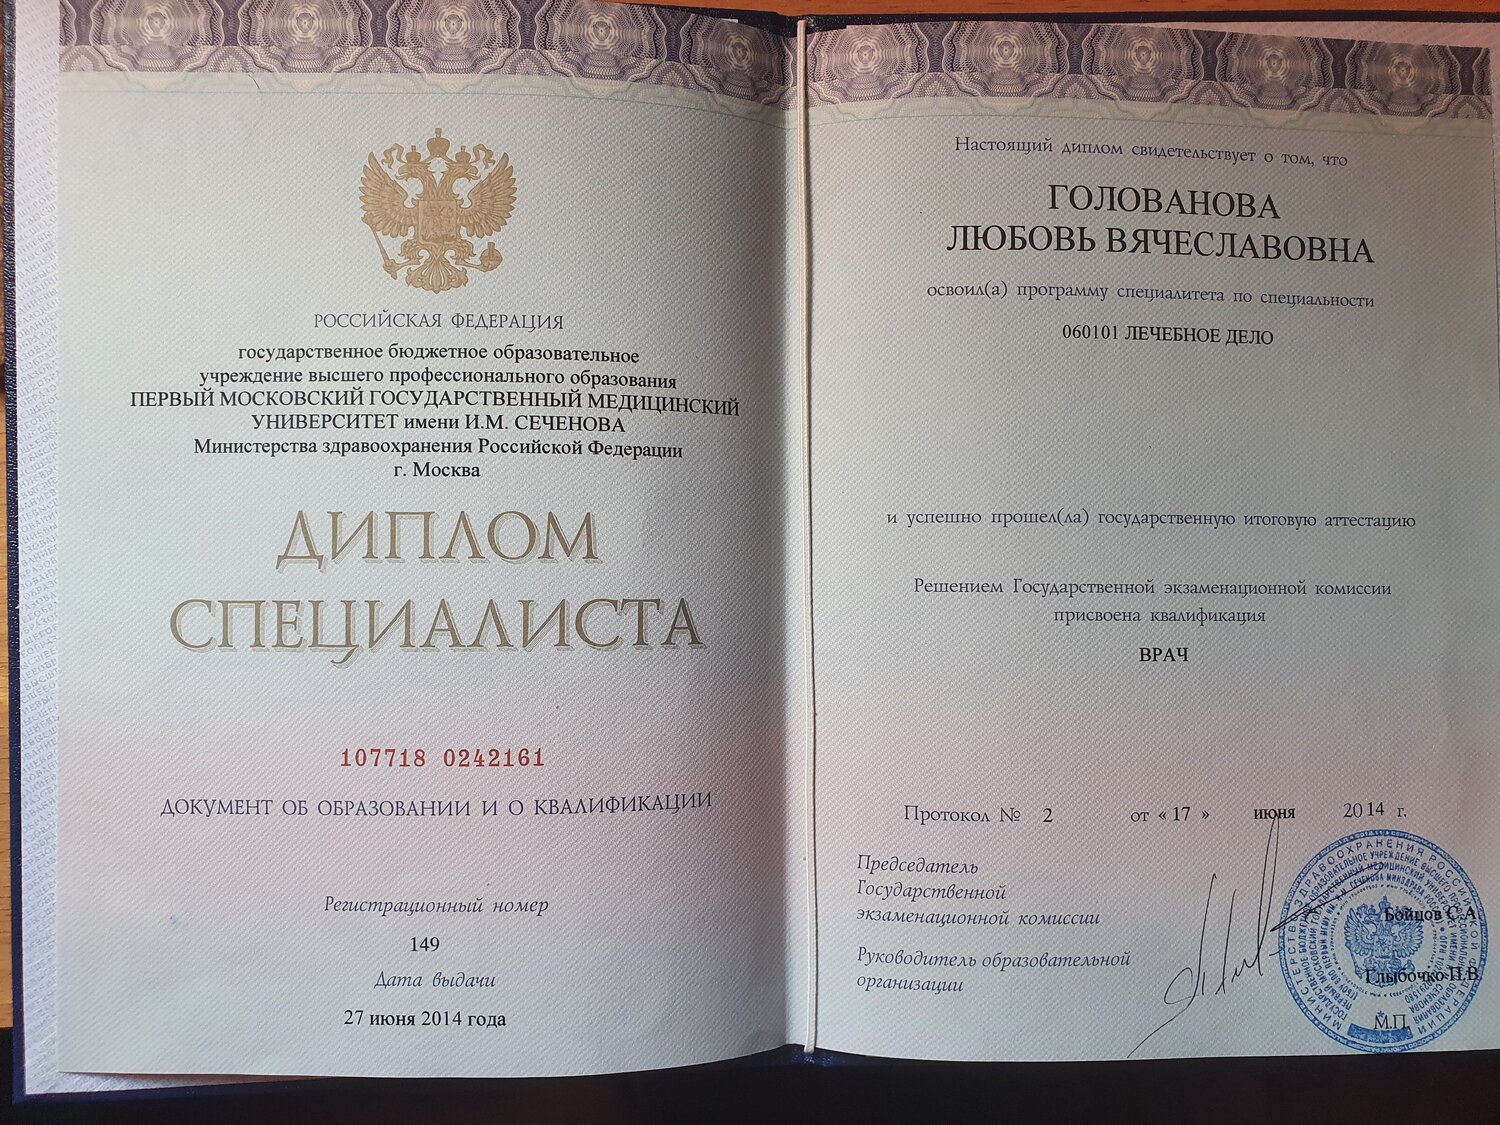 РОССИЙСКАЯ ФЕДЕРАЦИЯ
государственное бюджетное образовательное
учреждение высшего профессионального образования
ПЕРВЫЙ МОСКОВСКИЙ ГОСУДАРСТВЕННЫЙ МЕДИЦИНСКИЙ
УНИВЕРСИТЕТ имени И.М. СЕЧЕНОВА
Министерства здравоохранения Российской Федерации
г. Москва
ДИПЛОМ
СПЕЦИАЛИСТА
107718 0242161
ДОКУМЕНТ ОБ ОБРАЗОВАНИИ И О КВАЛИФИКАЦИИ
Регистрационный номер
149
Дата выдачи
27 июня 2014 года
Настоящий диплом свидетельствует о том, что
ГОЛОВАНОВА
ЛЮБОВЬ ВЯЧЕСЛАВОВНА
освоил(а) программу специалитета по специальности
060101 ЛЕЧЕБНОЕ ДЕЛО
и успешно прошел(ла) государственную итоговую аттестацию
Решением Государственной экзаменационной комиссии
присвоена квалификация
ВРАЧ
Протокол № 2 от « 17 » июня 2014 г.
Председатель
Государственной
экзаменационной комиссии
Бойцов С.А.
Руководитель образовательной
организации
Глыбочко П.В.
М.П.